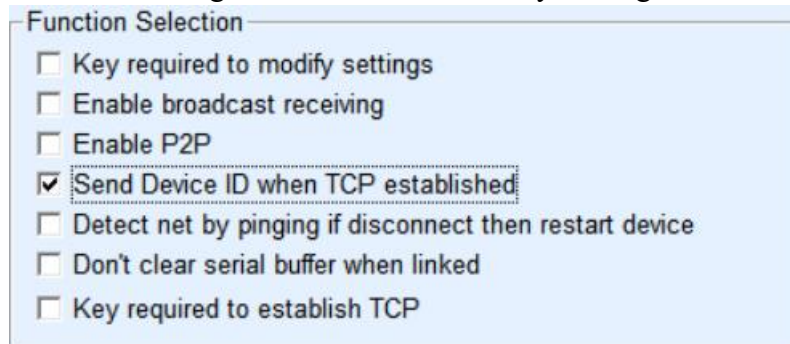 Function Selection
Key required to modify settings
Enable broadcast receiving
Enable P2P
Send Device ID when TCP established
Detect net by pinging if disconnect then restart device
Don't clear serial buffer when linked
Key required to establish TCP